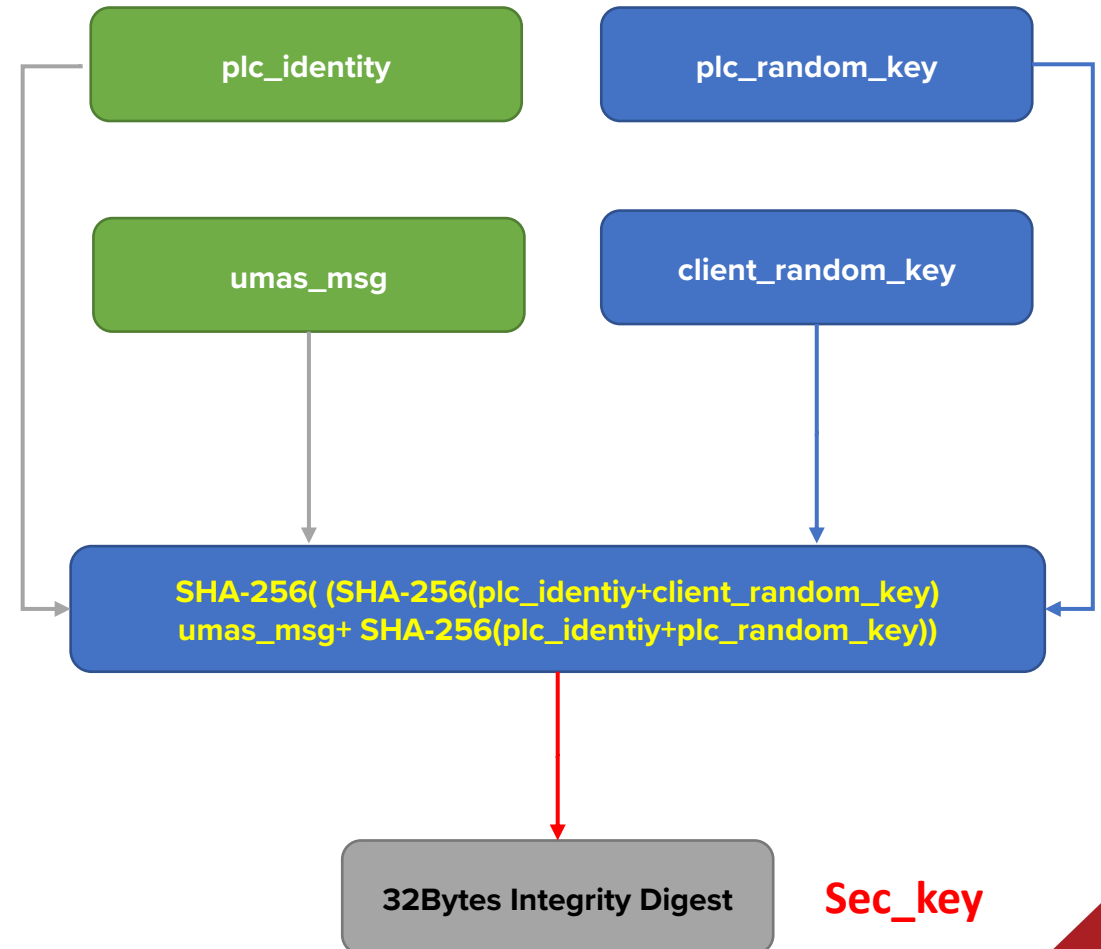 plc_identity
plc_random_key
umas_msg
client_random_key
SHA-256( (SHA-256(plc_identiy+client_random_key)
umas_msg+ SHA-256(plc_identiy+plc_random_key))
32Bytes Integrity Digest
Sec_key